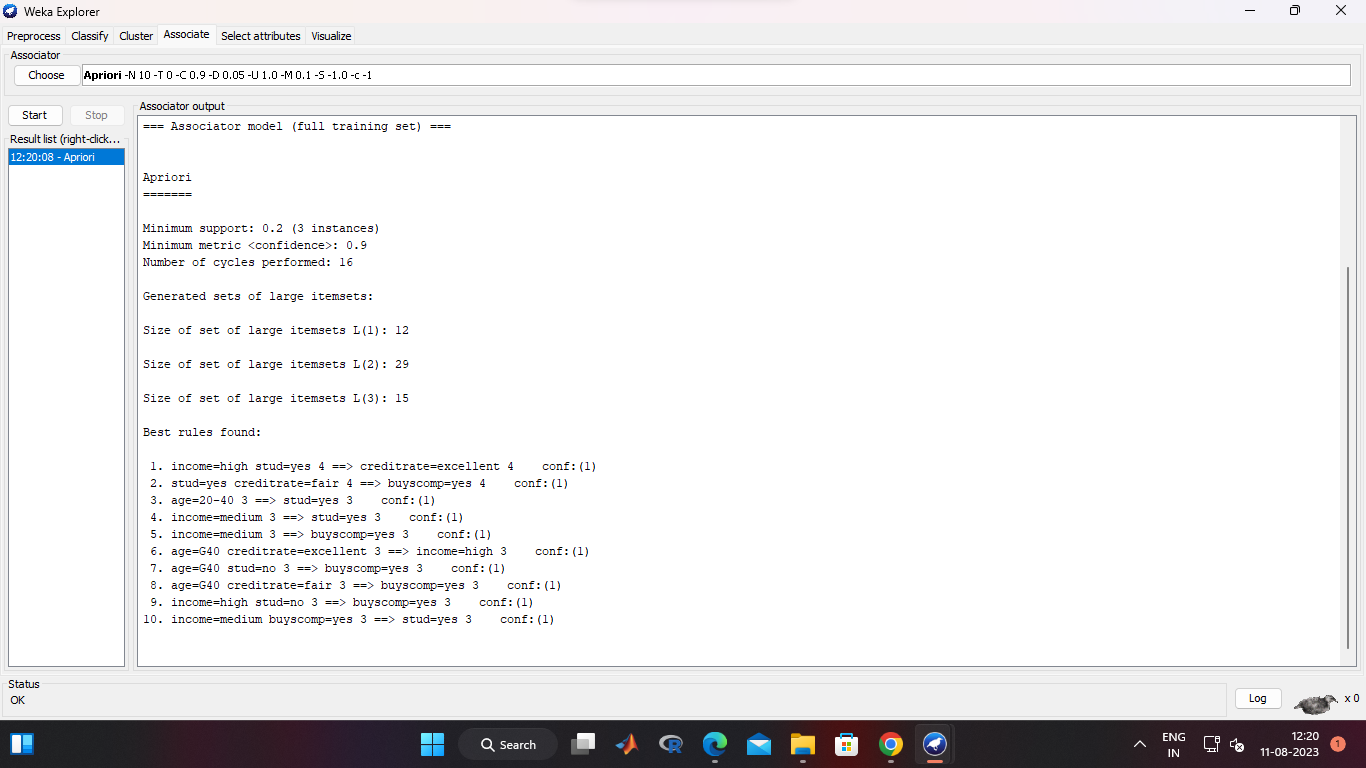 Weka Explorer
Preprocess Classify Cluster Associate Select attributes Visualize
Associator
Choose Apriori -N 10 -T 0 -C 0.9 -D 0.05 -U 1.0 -M 0.1 -S -1.0 -c -1
Start Stop
Associator output
Result list (right-click...
12:20:08 - Apriori
=== Associator model (full training set) ===
Apriori
=======
Minimum support: 0.2 (3 instances)
Minimum metric <confidence>: 0.9
Number of cycles performed: 16
Generated sets of large itemsets:
Size of set of large itemsets L(1): 12
Size of set of large itemsets L(2): 29
Size of set of large itemsets L(3): 15
Best rules found:
1. income=high stud=yes 4 ==> creditrate=excellent 4 conf:(1)
2. stud=yes creditrate=fair 4 ==> buyscomp=yes 4 conf:(1)
3. age=20-40 3 ==> stud=yes 3 conf:(1)
4. income=medium 3 ==> stud=yes 3 conf:(1)
5. income=medium 3 ==> buyscomp=yes 3 conf:(1)
6. age=G40 creditrate=excellent 3 ==> income=high 3 conf:(1)
7. age=G40 stud=no 3 ==> buyscomp=yes 3 conf:(1)
8. age=G40 creditrate=fair 3 ==> buyscomp=yes 3 conf:(1)
9. income=high stud=no 3 ==> buyscomp=yes 3 conf:(1)
10. income=medium buyscomp=yes 3 ==> stud=yes 3 conf:(1)
Status
OK
Log
x 0
Search
R
ENG
IN
12:20
11-08-2023
1